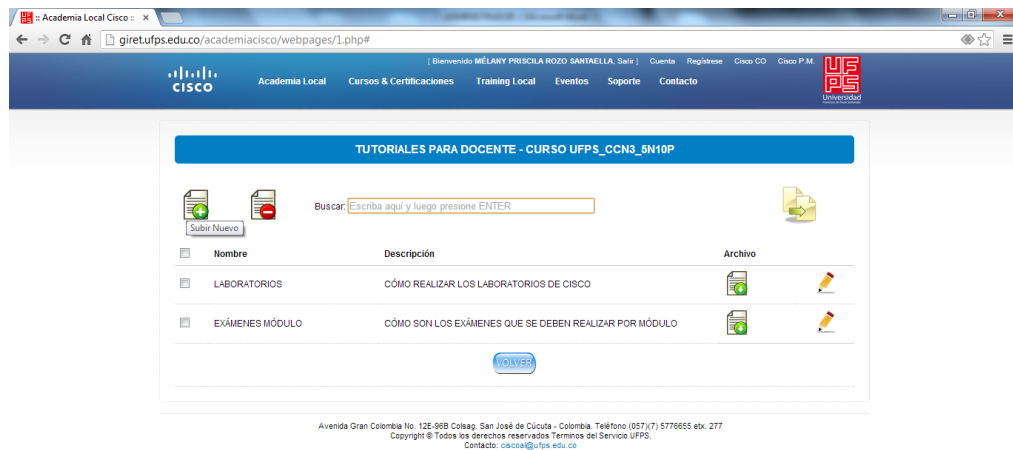 :: Academia Local Cisco ::
giret.ufps.edu.co/academiacisco/webpages/1.php#
[ Bienvenido MÉLANY PRISCILA ROZO SANTAELLA, Salir ] Cuenta Regístrese Cisco CO Cisco P.M.
CISCO
Academia Local Cursos & Certificaciones Training Local Eventos Soporte Contacto
UFPS
Universidad
TUTORIALES PARA DOCENTE - CURSO UFPS_CCN3_5N10P
Buscar: Escriba aquí y luego presione ENTER
Subir Nuevo
Nombre Descripción Archivo
LABORATORIOS CÓMO REALIZAR LOS LABORATORIOS DE CISCO
EXÁMENES MÓDULO CÓMO SON LOS EXÁMENES QUE SE DEBEN REALIZAR POR MÓDULO
VOLVER
Avenida Gran Colombia No. 12E-96B Colsag. San José de Cúcuta - Colombia. Teléfono (057)(7) 5776655 etx. 277
Copyright © Todos los derechos reservados Terminos del Servicio UFPS.
Contacto: ciscoal@ufps.edu.co